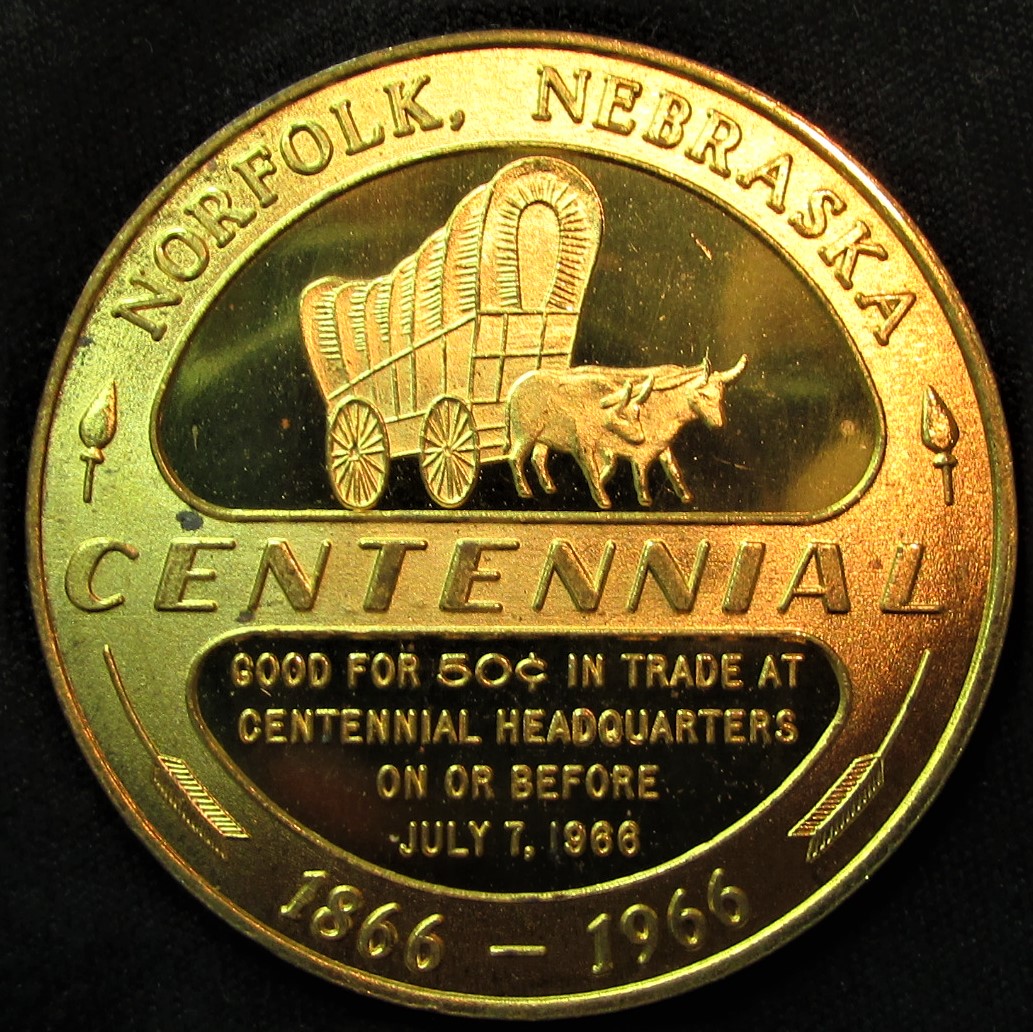 NORFOLK, NEBRASKA
CENTENNIAL
GOOD FOR 50¢ IN TRADE AT
CENTENNIAL HEADQUARTERS
ON OR BEFORE
JULY 7, 1966
1866 — 1966